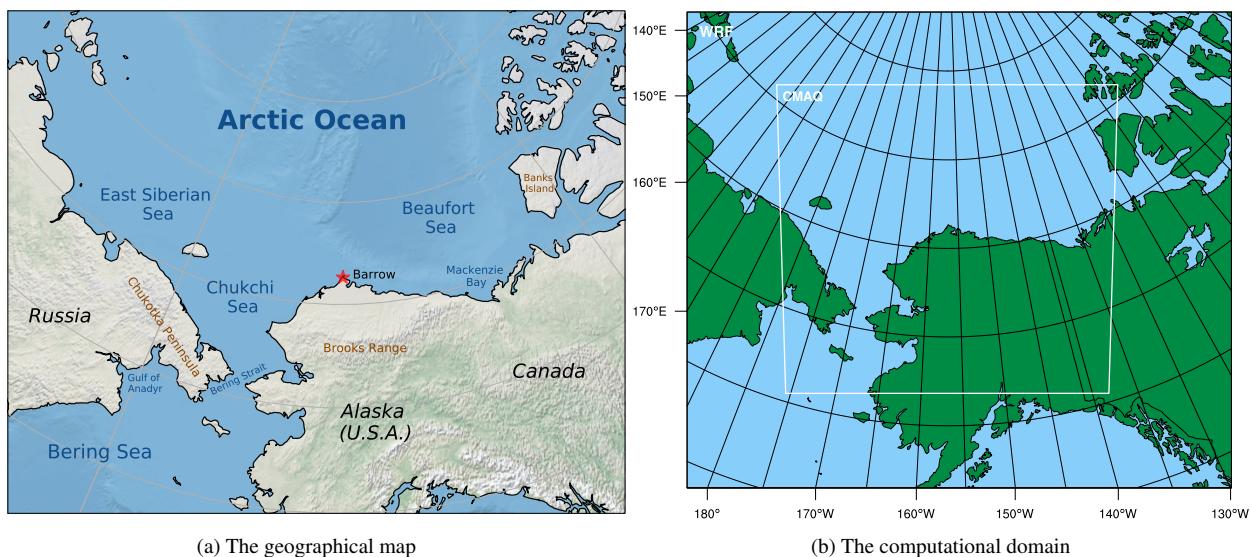 Arctic Ocean
Banks
Island
East Siberian
Sea
Beaufort
Sea
Barrow
Mackenzie
Bay
Chukchi
Sea
Chukotka Peninsula
Russia
Brooks Range
Gulf of
Anadyr
Bering Strait
Canada
Alaska
(U.S.A.)
Bering Sea
(a) The geographical map
WRF
CMAQ
140°E
150°E
160°E
170°E
180°
170°W
160°W
150°W
140°W
130°W
(b) The computational domain